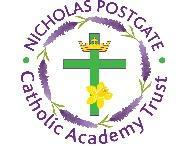 • NICHOLAS POSTGATE •
Catholic Academy Trust